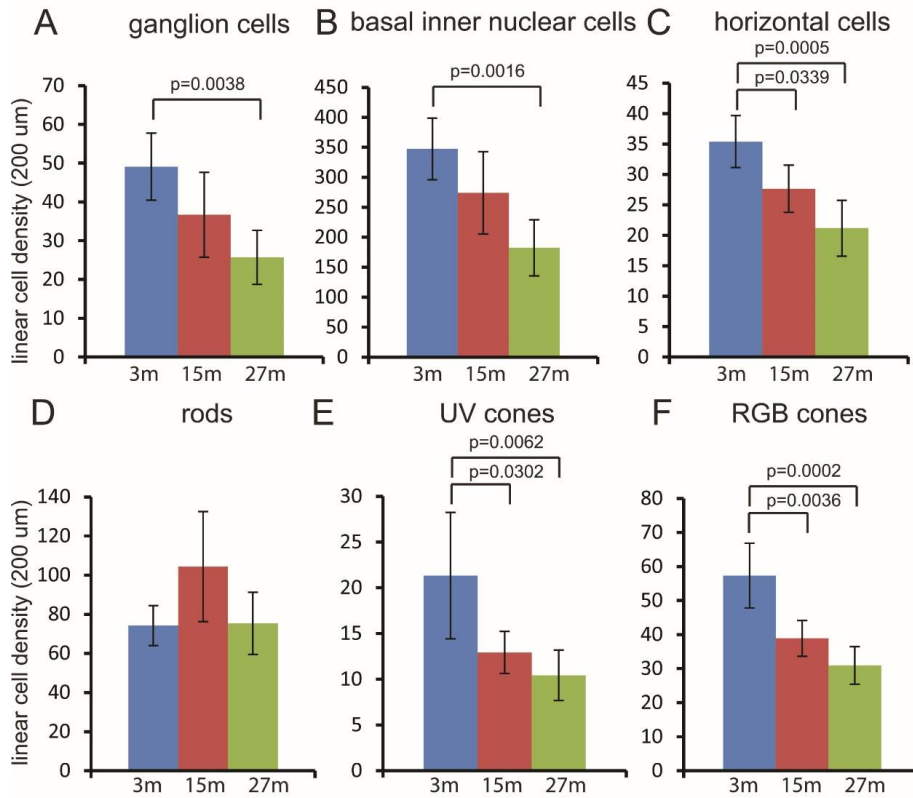 A ganglion cells
p=0.0038
linear cell density (200 um)
70
60
50
40
30
20
10
0
3m 15m 27m
B basal inner nuclear cells
p=0.0016
450
400
350
300
250
200
150
100
50
0
3m 15m 27m
C horizontal cells
p=0.0005
p=0.0339
45
40
35
30
25
20
15
10
5
0
3m 15m 27m
D rods
linear cell density (200 um)
140
120
100
80
60
40
20
0
3m 15m 27m
E UV cones
p=0.0062
p=0.0302
30
25
20
15
10
5
0
3m 15m 27m
F RGB cones
p=0.0002
p=0.0036
80
70
60
50
40
30
20
10
0
3m 15m 27m